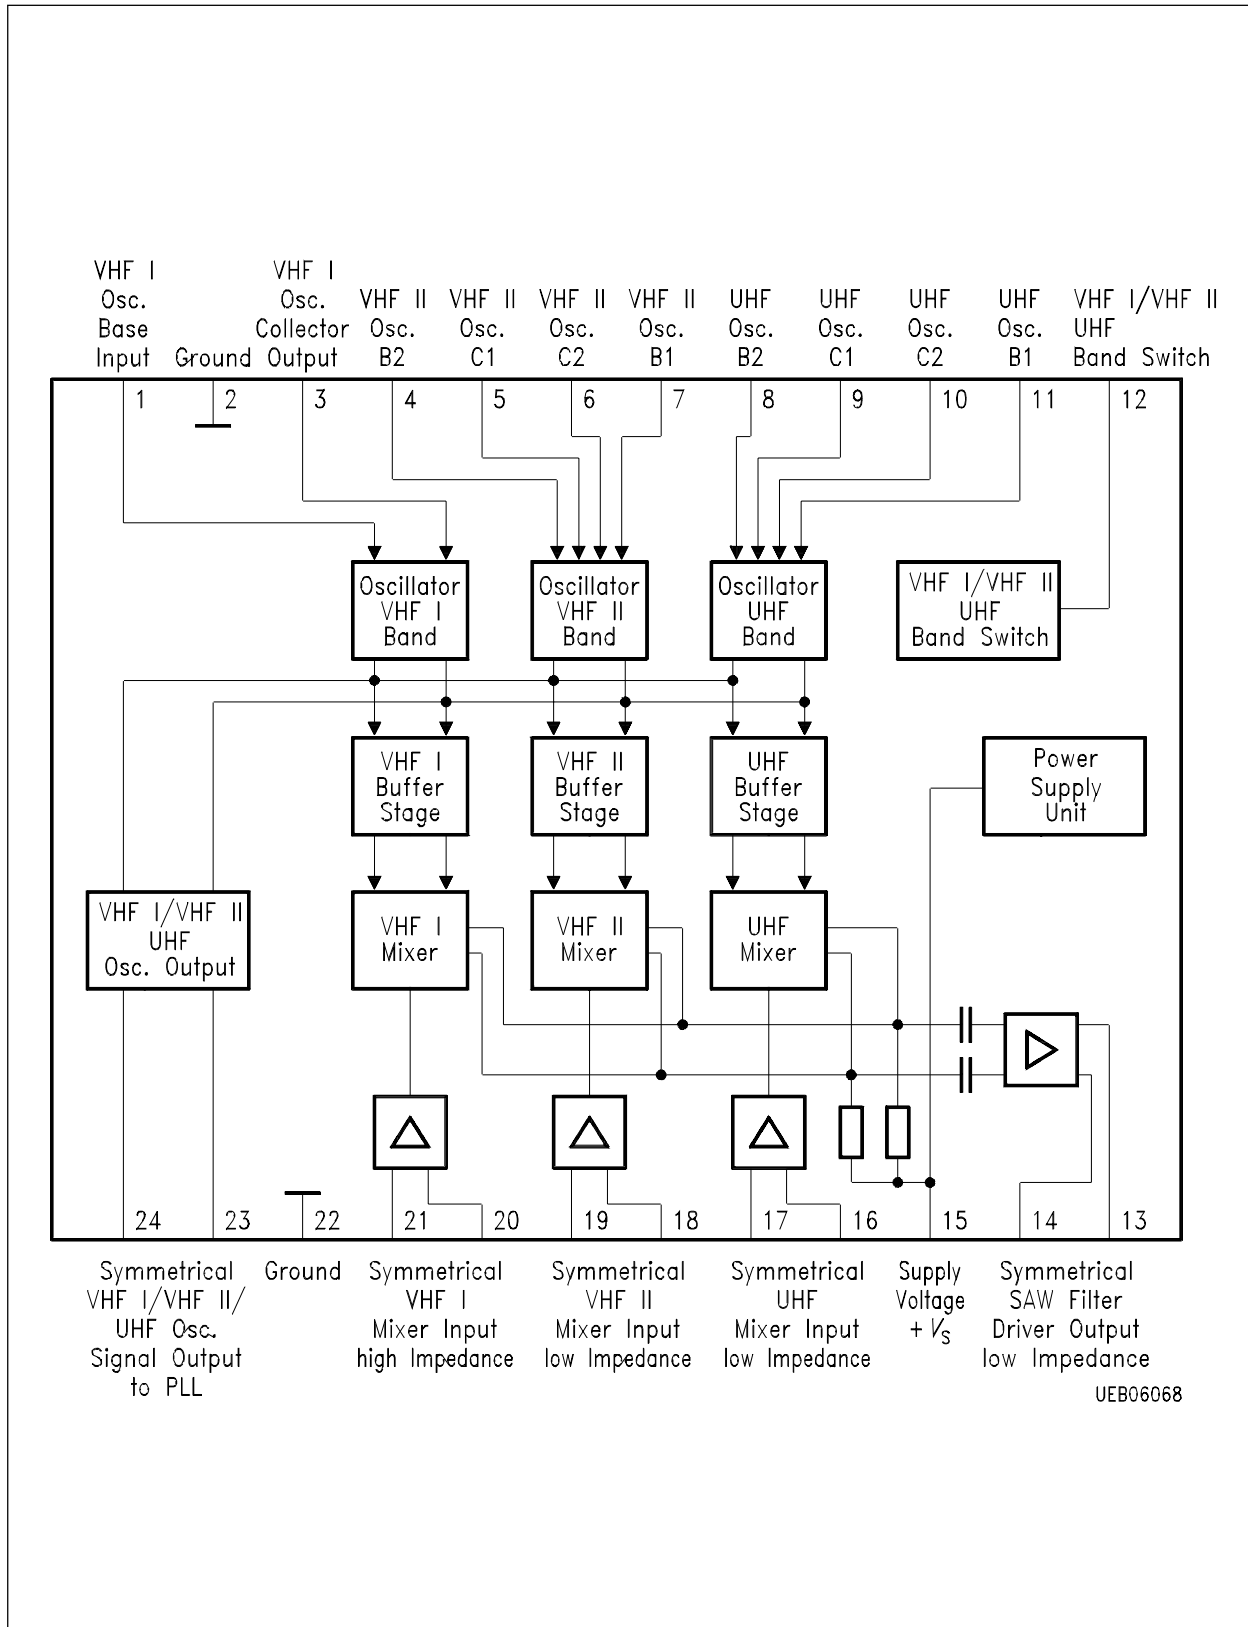 VHF I
Osc.
Base
Input
Ground
VHF I
Osc.
Collector
Output
VHF II
Osc.
B2
VHF II
Osc.
C1
VHF II
Osc.
C2
VHF II
Osc.
B1
UHF
Osc.
B2
UHF
Osc.
C1
UHF
Osc.
C2
UHF
Osc.
B1
VHF I/VHF II
UHF
Band Switch
1
2
3
4
5
6
7
8
9
10
11
12
Oscillator
VHF I
Band
Oscillator
VHF II
Band
Oscillator
UHF
Band
VHF I/VHF II
UHF
Band Switch
VHF I
Buffer
Stage
VHF II
Buffer
Stage
UHF
Buffer
Stage
Power
Supply
Unit
VHF I/VHF II
UHF
Osc. Output
VHF I
Mixer
VHF II
Mixer
UHF
Mixer
24
23
22
21
20
19
18
17
16
15
14
13
Symmetrical
VHF I/VHF II/
UHF Osc.
Signal Output
to PLL
Ground
Symmetrical
VHF I
Mixer Input
high Impedance
Symmetrical
VHF II
Mixer Input
low Impedance
Symmetrical
UHF
Mixer Input
low Impedance
Supply
Voltage
+ VS
Symmetrical
SAW Filter
Driver Output
low Impedance
UEB06068